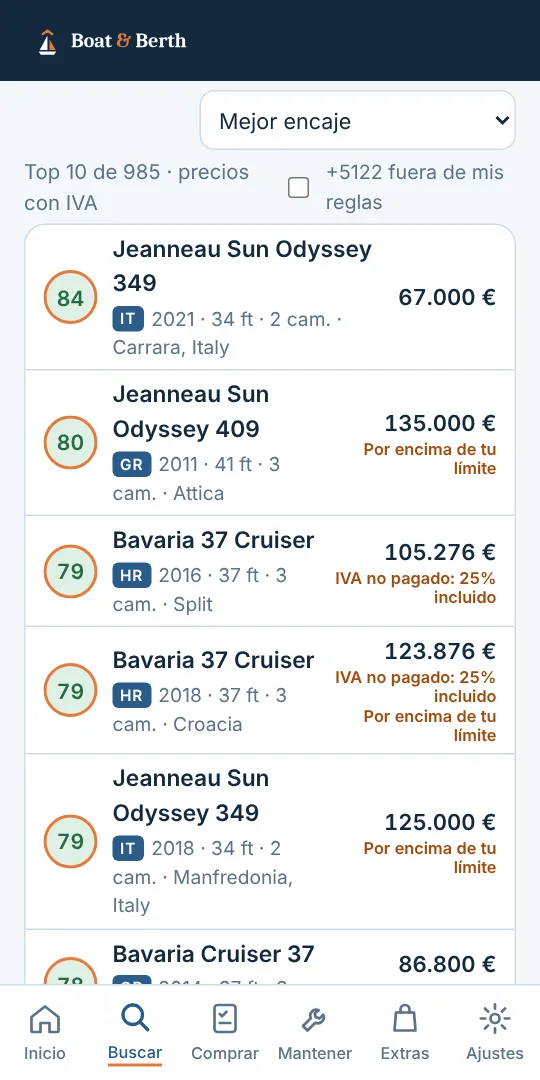 Boat & Berth
Mejor encaje
Top 10 de 985 · precios
con IVA
+5122 fuera de mis
reglas
84
Jeanneau Sun Odyssey
349
IT 2021 · 34 ft · 2 cam. ·
Carrara, Italy
67.000 €
80
Jeanneau Sun
Odyssey 409
GR 2011 · 41 ft · 3
cam. · Attica
135.000 €
Por encima de tu
límite
79
Bavaria 37 Cruiser
HR 2016 · 37 ft · 3
cam. · Split
105.276 €
IVA no pagado: 25%
incluido
79
Bavaria 37 Cruiser
HR 2018 · 37 ft · 3
cam. · Croacia
123.876 €
IVA no pagado: 25%
incluido
Por encima de tu
límite
79
Jeanneau Sun
Odyssey 349
IT 2018 · 34 ft · 2
cam. · Manfredonia,
Italy
125.000 €
Por encima de tu
límite
78
Bavaria Cruiser 37
86.800 €
Inicio
Buscar
Comprar
Mantener
Extras
Ajustes